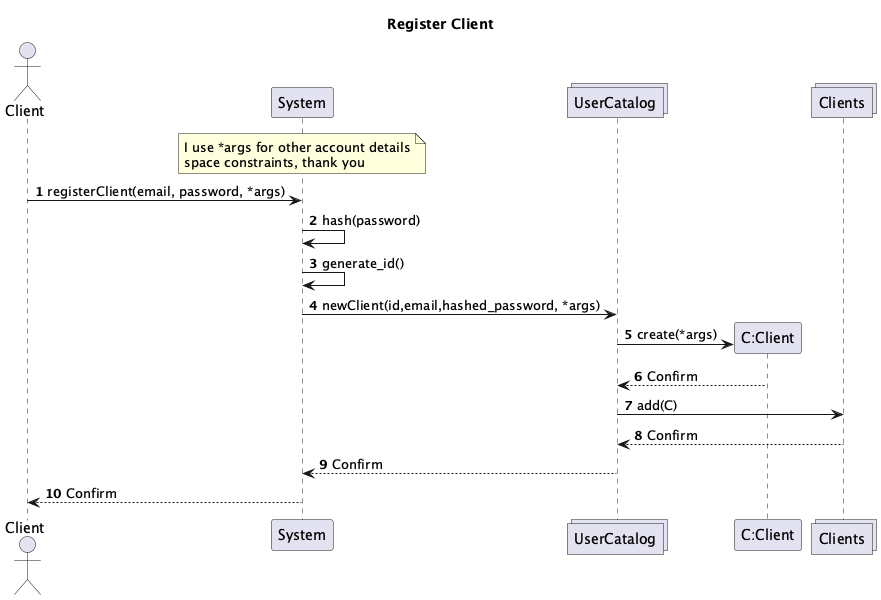 Register Client
Client
System
UserCatalog
Clients
I use *args for other account details
space constraints, thank you
1 registerClient(email, password, *args)
2 hash(password)
3 generate_id()
4 newClient(id,email,hashed_password, *args)
5 create(*args)
C:Client
6 Confirm
7 add(C)
8 Confirm
9 Confirm
10 Confirm
Client
System
UserCatalog
C:Client
Clients